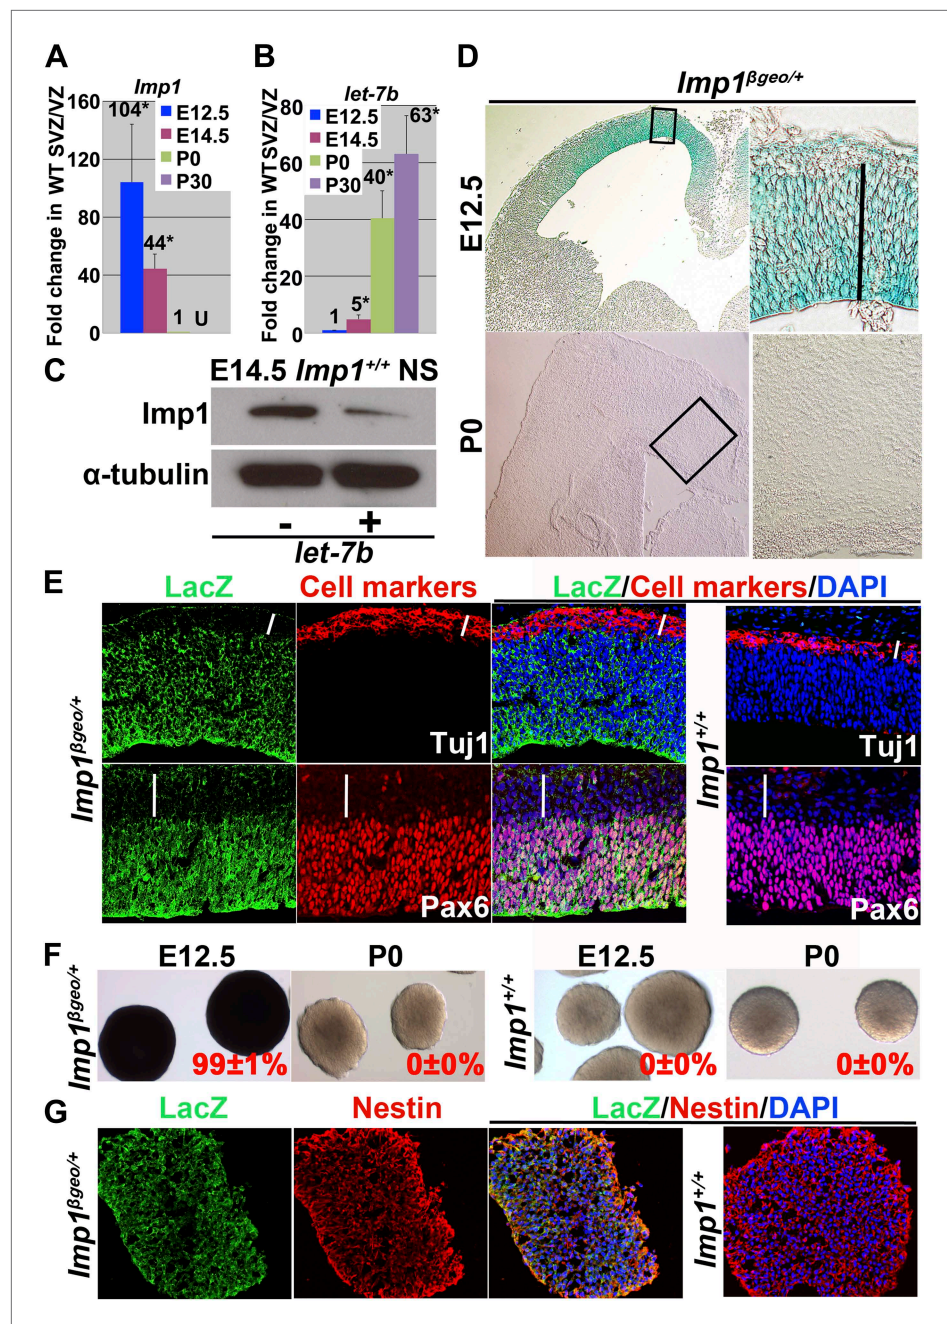 A
Imp1
Fold change in WT SVZ/VZ
160
120
80
40
0
104*
44*
1
U
E12.5
E14.5
P0
P30
B
let-7b
Fold change in WT SVZ/VZ
80
60
40
20
0
1
5*
40*
63*
E12.5
E14.5
P0
P30
C
E14.5 Imp1+/+ NS
Imp1
α-tubulin
- +
let-7b
D
Imp1βgeo/+
E12.5
P0
E
LacZ Cell markers LacZ/Cell markers/DAPI
Imp1βgeo/+
Imp1+/+
Tuj1
Tuj1
Pax6
Pax6
F
E12.5 P0 E12.5 P0
Imp1βgeo/+
Imp1+/+
99±1% 0±0% 0±0% 0±0%
G
LacZ Nestin LacZ/Nestin/DAPI
Imp1βgeo/+
Imp1+/+